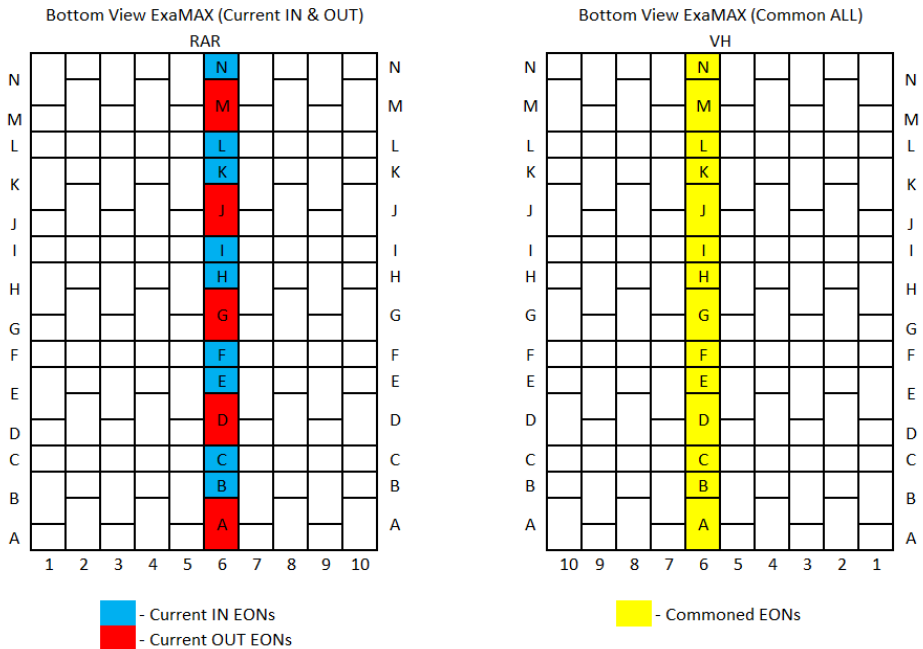 Bottom View ExaMAX (Current IN & OUT)
RAR
N
M
L
K
J
I
H
G
F
E
D
C
B
A
N
M
L
K
J
I
H
G
F
E
D
C
B
A
N
M
L
K
J
I
H
G
F
E
D
C
B
A
1 2 3 4 5 6 7 8 9 10
- Current IN EONs
- Current OUT EONs
Bottom View ExaMAX (Common ALL)
VH
N
M
L
K
J
I
H
G
F
E
D
C
B
A
N
M
L
K
J
I
H
G
F
E
D
C
B
A
N
M
L
K
J
I
H
G
F
E
D
C
B
A
10 9 8 7 6 5 4 3 2 1
- Commoned EONs